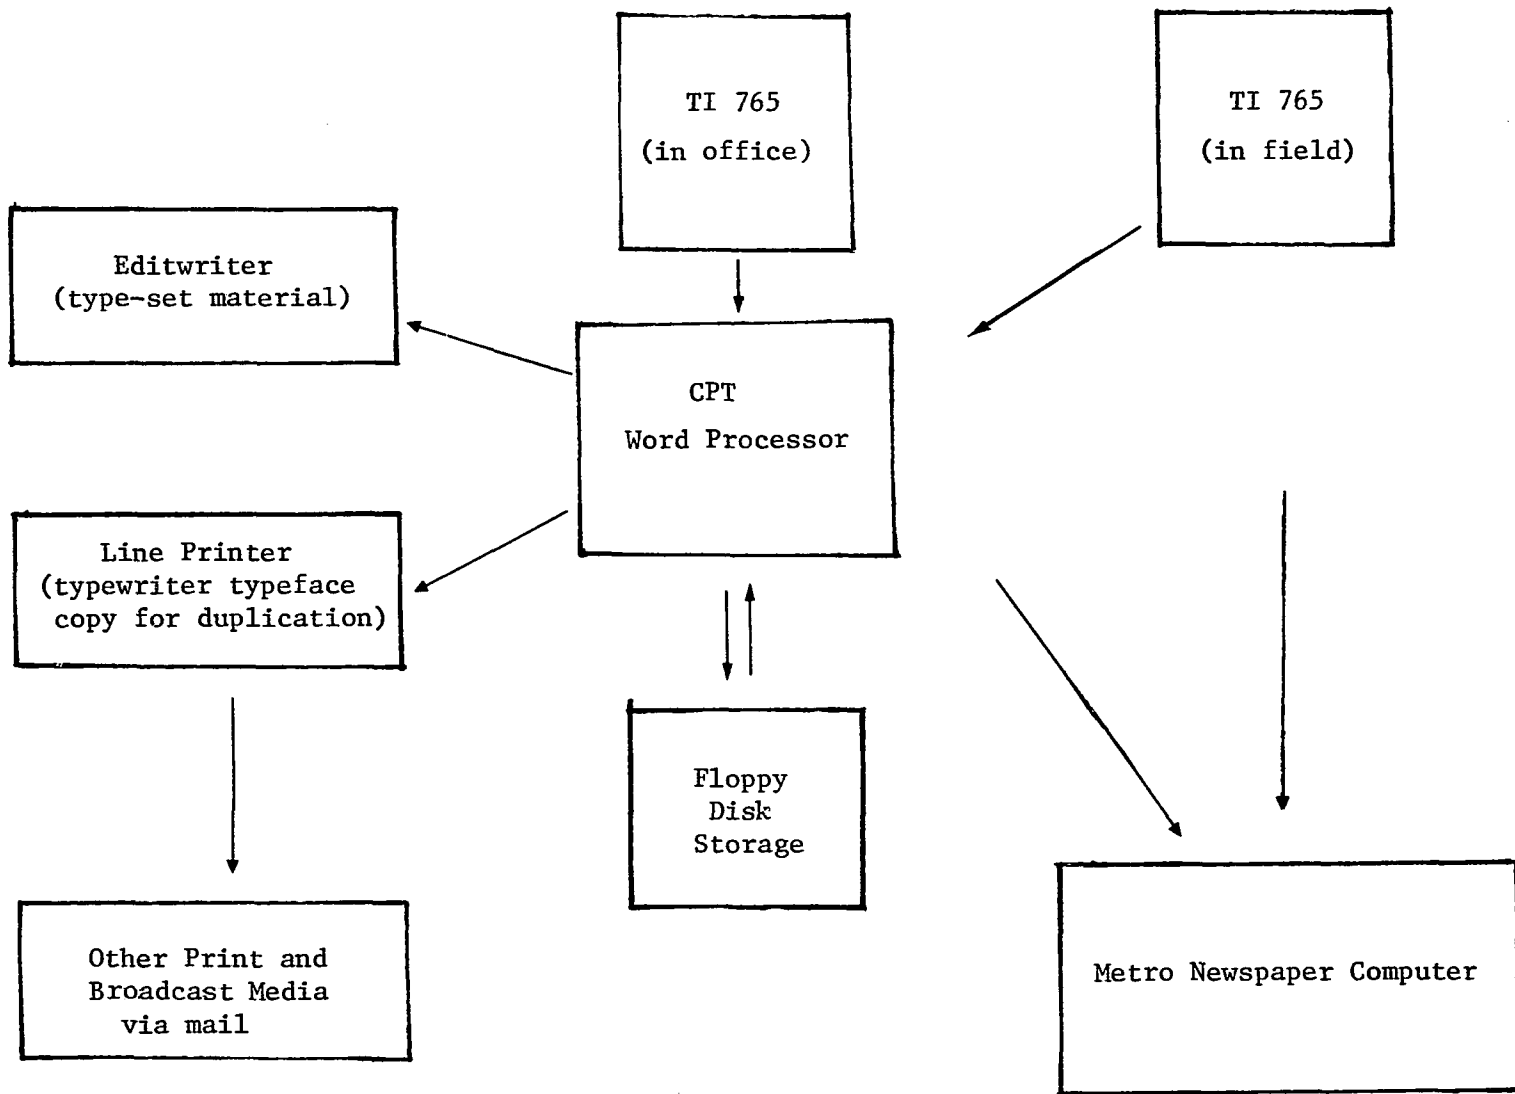 TI 765
(in office)
TI 765
(in field)
Editwriter
(type-set material)
CPT
Word Processor
Line Printer
(typewriter typeface
copy for duplication)
Floppy
Disk
Storage
Other Print and
Broadcast Media
via mail
Metro Newspaper Computer